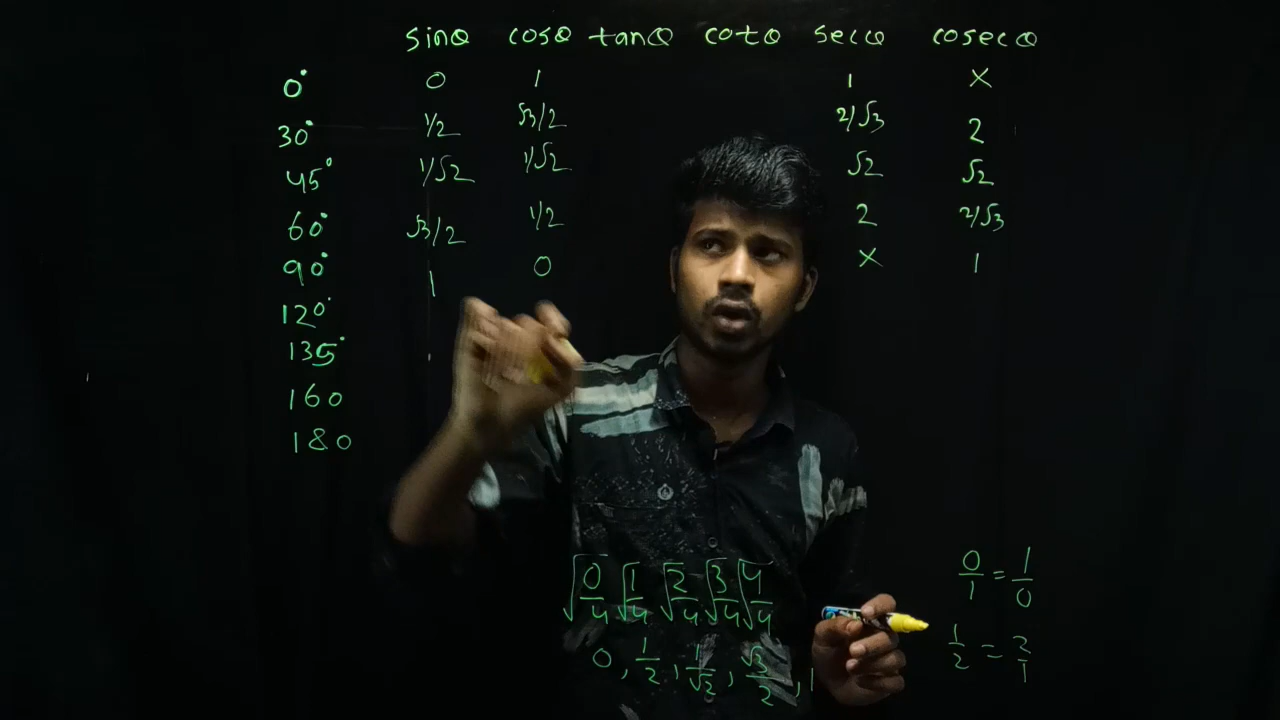 sinθ cosθ tanθ cotθ secθ cosecθ
0° 0 1 1 X
30° 1/2 √3/2 2/√3 2
45° 1/√2 1/√2 √2 √2
60° √3/2 1/2 2 2/√3
90° 1 0 X 1
120°
135°
160
180
√0/4 √1/4 √2/4 √3/4 √4/4
0, 1/2, 1/√2, √3/2, 1
0/1 = 1/0
1/2 = 2/1